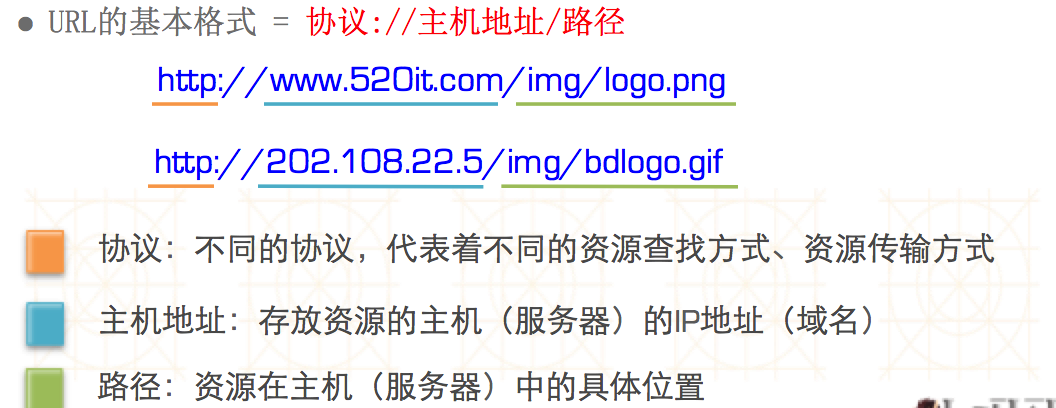 ● URL的基本格式 = 协议://主机地址/路径
http://www.520it.com/img/logo.png
http://202.108.22.5/img/bdlogo.gif
协议：不同的协议，代表着不同的资源查找方式、资源传输方式
主机地址：存放资源的主机（服务器）的IP地址（域名）
路径：资源在主机（服务器）中的具体位置